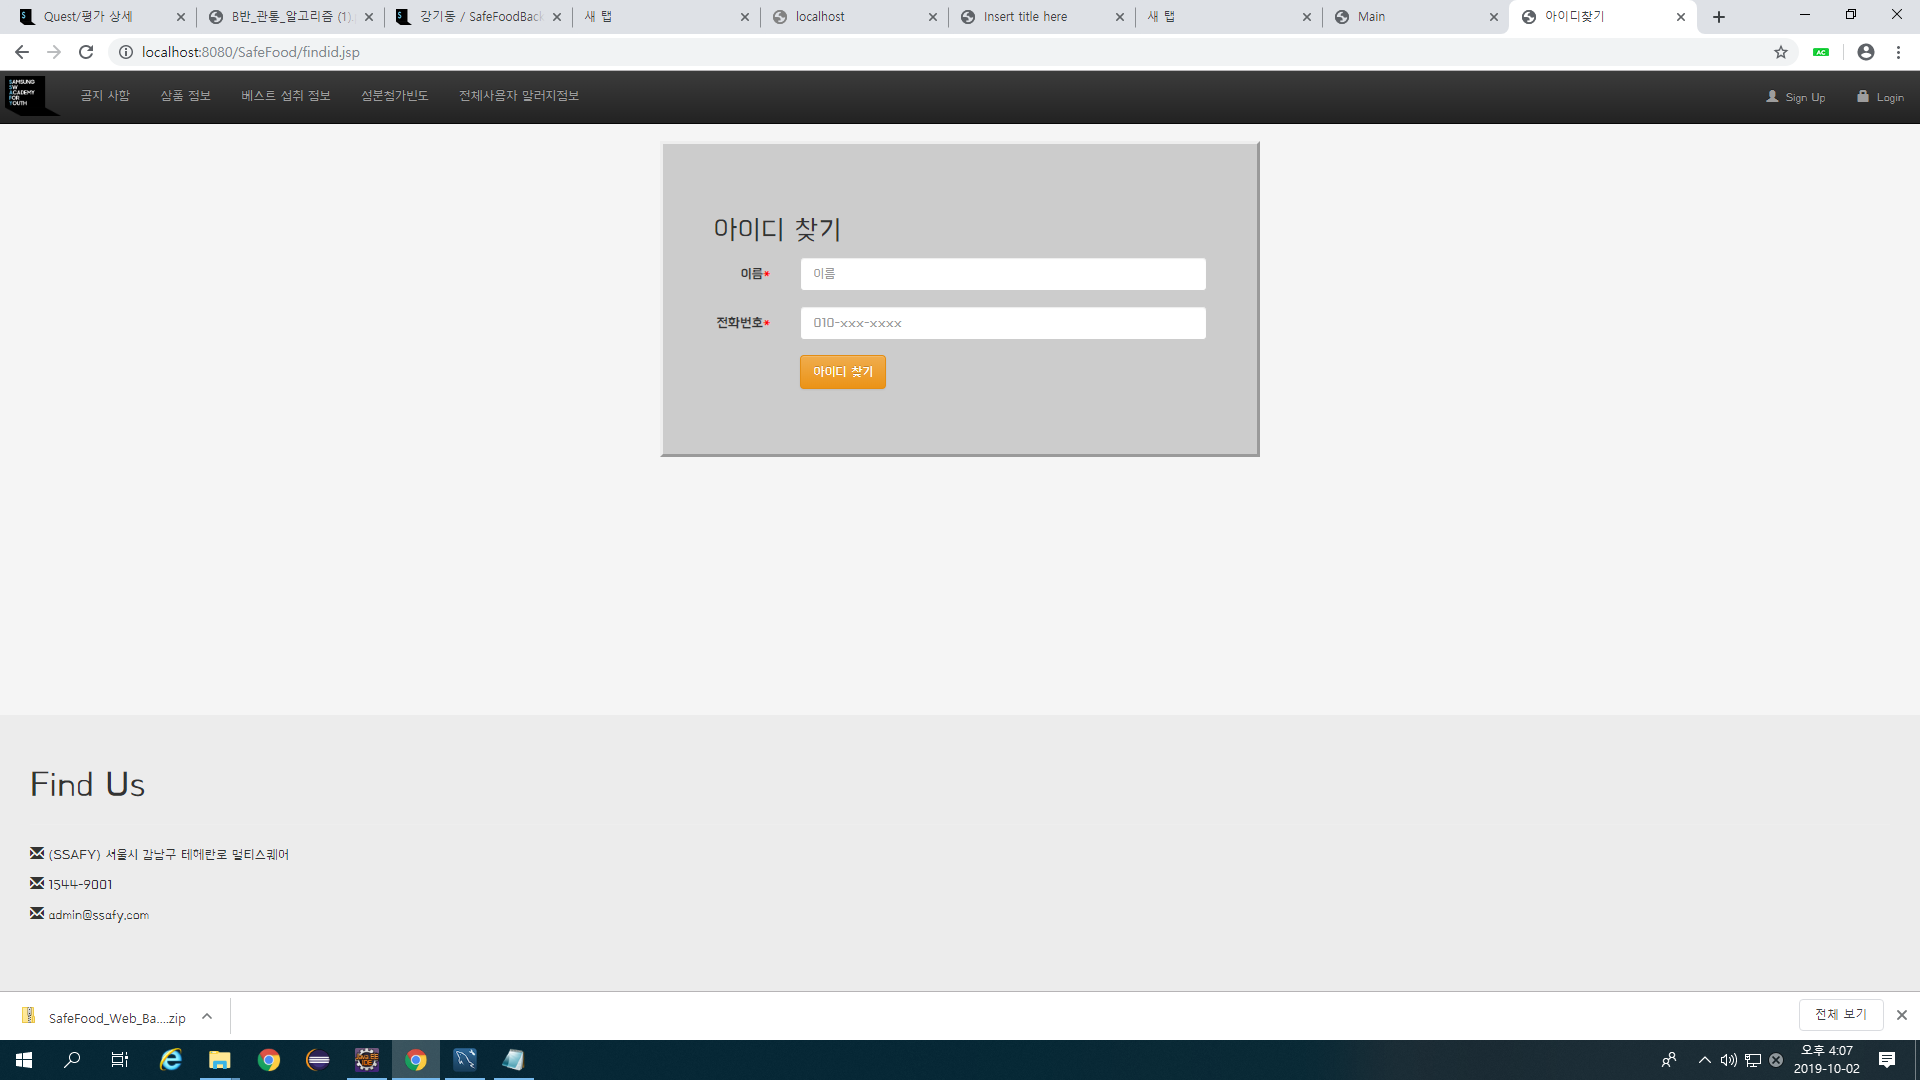 Quest/평가 상세
B반_관통_알고리즘 (1).
강기동 / SafeFoodBack
새 탭
localhost
Insert title here
새 탭
Main
아이디찾기
localhost:8080/SafeFood/findid.jsp
SAMSUNG
SW
ACADEMY
FOR
YOUTH
공지 사항
상품 정보
베스트 섭취 정보
성분첨가빈도
전체사용자 알러지정보
Sign Up
Login
아이디 찾기
이름*
이름
전화번호*
010-xxx-xxxx
아이디 찾기
Find Us
(SSAFY) 서울시 강남구 테헤란로 멀티스퀘어
1544-9001
admin@ssafy.com
SafeFood_Web_Ba....zip
전체 보기
오후 4:07
2019-10-02